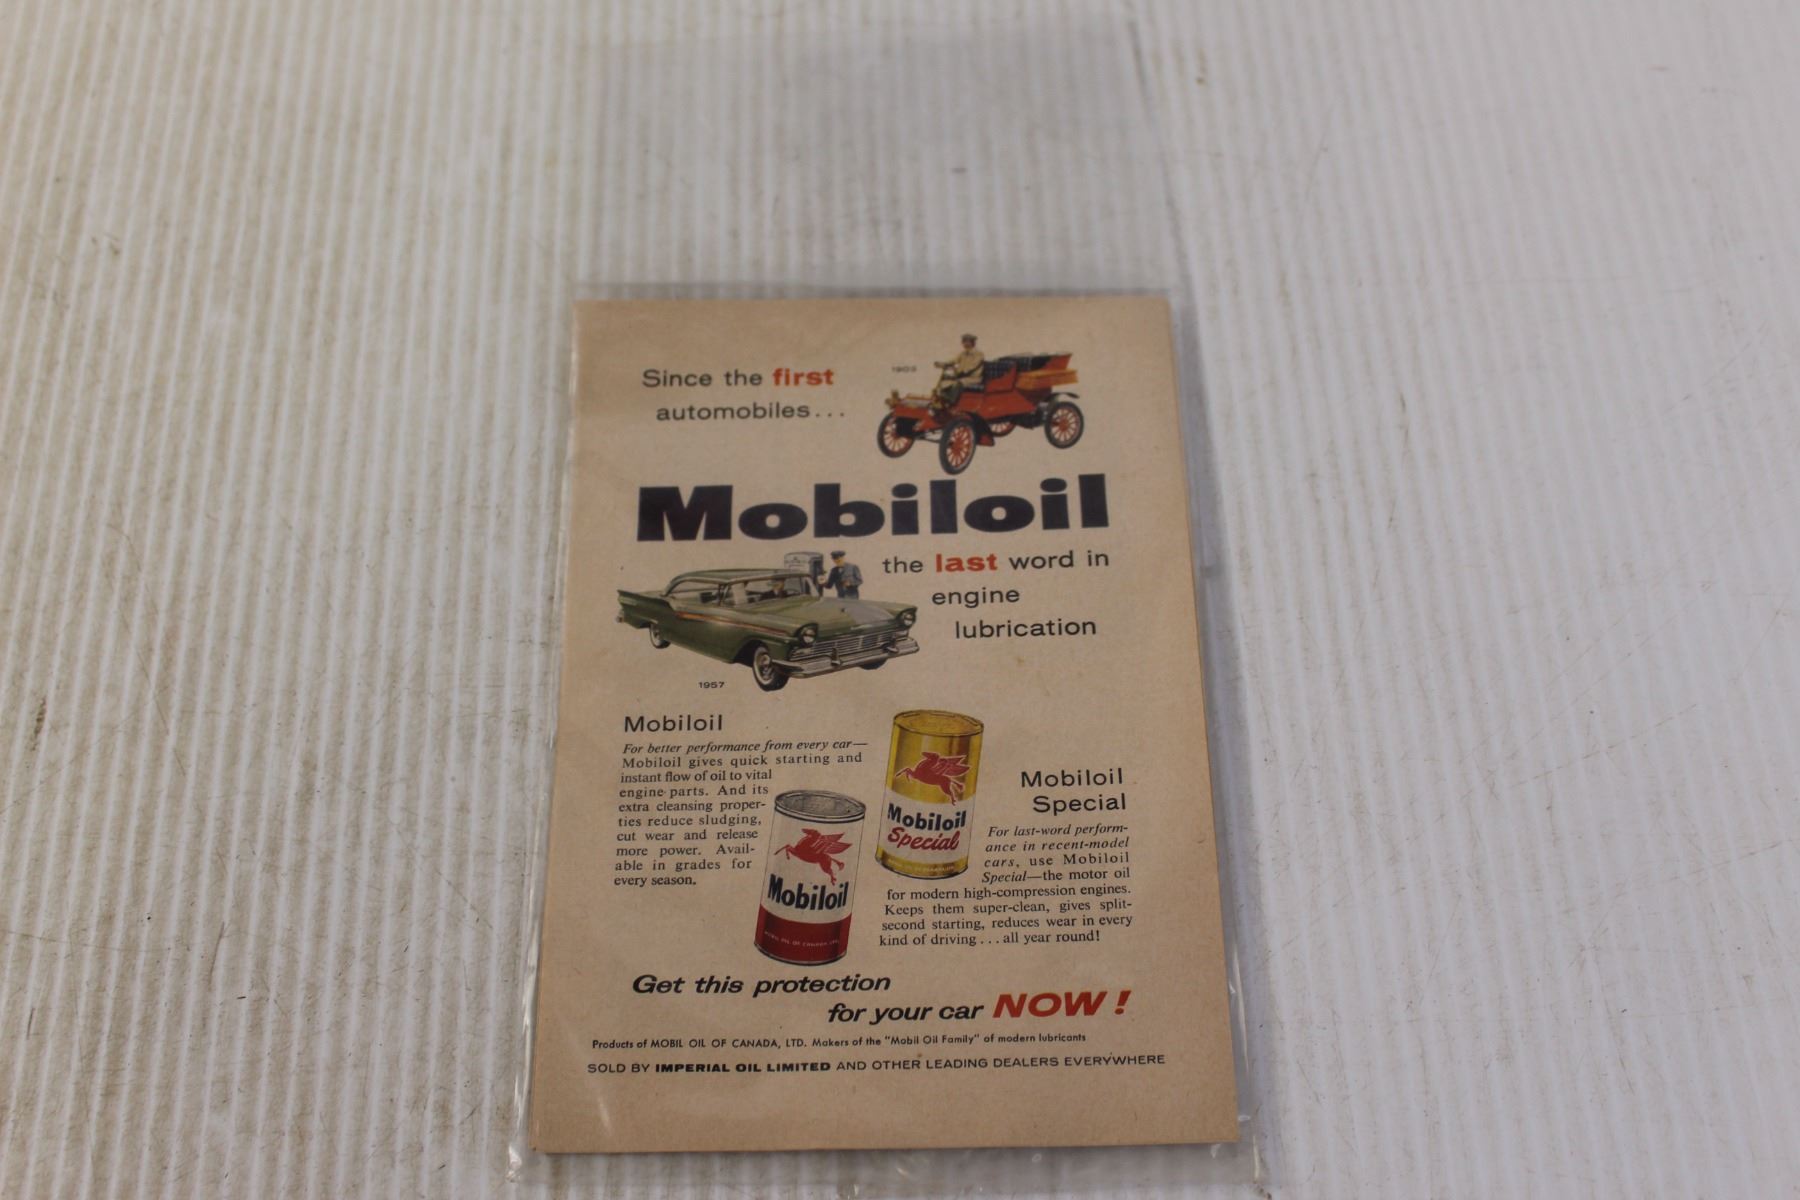 Since the first
automobiles...
1903
Mobiloil
the last word in
engine
lubrication
1957
Mobiloil
For better performance from every car—
Mobiloil gives quick starting and
instant flow of oil to vital
engine parts. And its
extra cleansing proper-
ties reduce sludging,
cut wear and release
more power. Avail-
able in grades for
every season.
Mobiloil
MOBIL OIL OF CANADA, LTD.
Mobiloil
Special
Mobiloil
Special
For last-word perform-
ance in recent-model
cars, use Mobiloil
Special—the motor oil
for modern high-compression engines.
Keeps them super-clean, gives split-
second starting, reduces wear in every
kind of driving...all year round!
Get this protection
for your car NOW!
Products of MOBIL OIL OF CANADA, LTD. Makers of the "Mobil Oil Family" of modern lubricants
SOLD BY IMPERIAL OIL LIMITED AND OTHER LEADING DEALERS EVERYWHERE